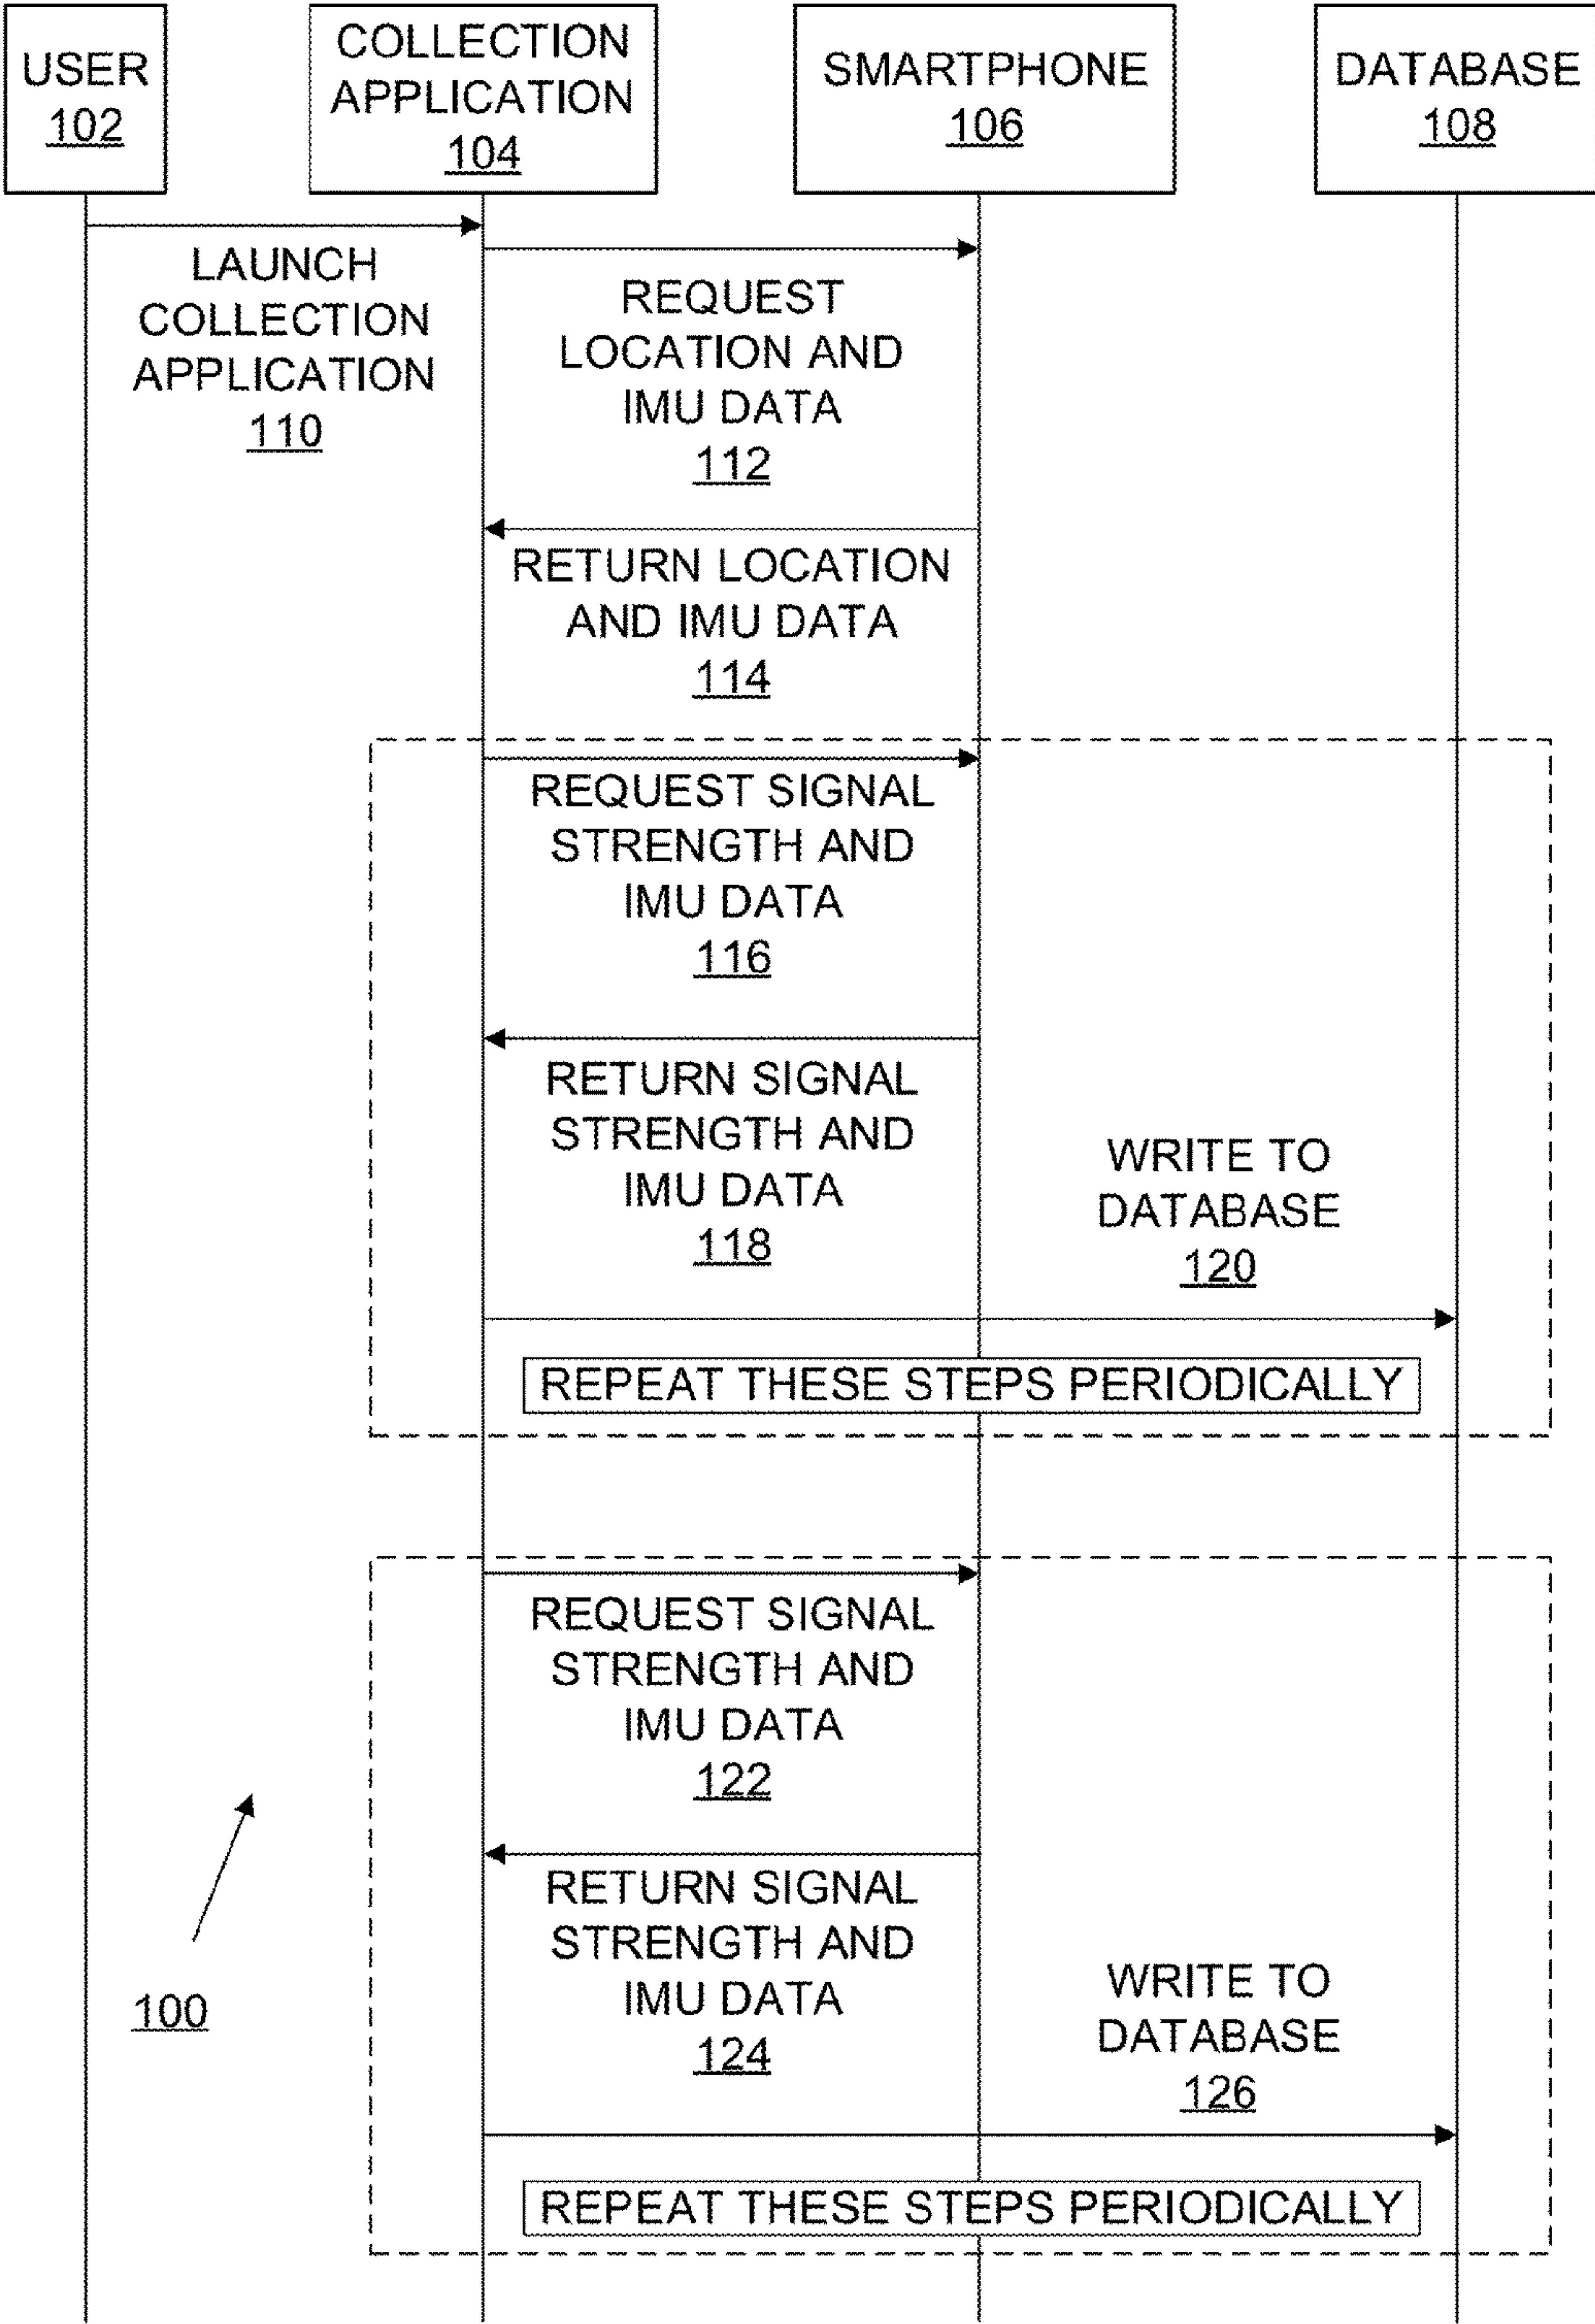 USER
102
COLLECTION
APPLICATION
104
SMARTPHONE
106
DATABASE
108
LAUNCH
COLLECTION
APPLICATION
110
REQUEST
LOCATION AND
IMU DATA
112
RETURN LOCATION
AND IMU DATA
114
REQUEST SIGNAL
STRENGTH AND
IMU DATA
116
RETURN SIGNAL
STRENGTH AND
IMU DATA
118
WRITE TO
DATABASE
120
REPEAT THESE STEPS PERIODICALLY
REQUEST SIGNAL
STRENGTH AND
IMU DATA
122
RETURN SIGNAL
STRENGTH AND
IMU DATA
124
WRITE TO
DATABASE
126
REPEAT THESE STEPS PERIODICALLY
100